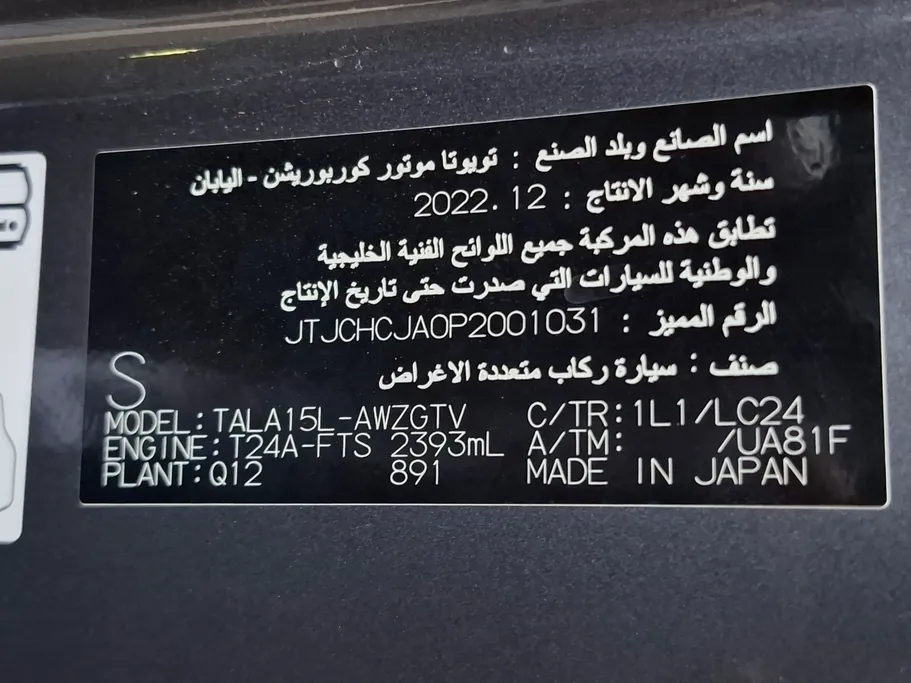 اسم الصانع وبلد الصنع : تويوتا موتور كوربوريشن - اليابان
سنة وشهر الانتاج : 2022.12
تطابق هذه المركبة جميع اللوائح الفنية الخليجية
والوطنية للسيارات التي صدرت حتى تاريخ الإنتاج
الرقم المميز : JTJCHCJA0P2001031
صنف : سيارة ركاب متعددة الاغراض
S
MODEL:TALA15L-AWZGTV C/TR:1L1/LC24
ENGINE:T24A-FTS 2393mL A/TM: /UA81F
PLANT:Q12 891 MADE IN JAPAN